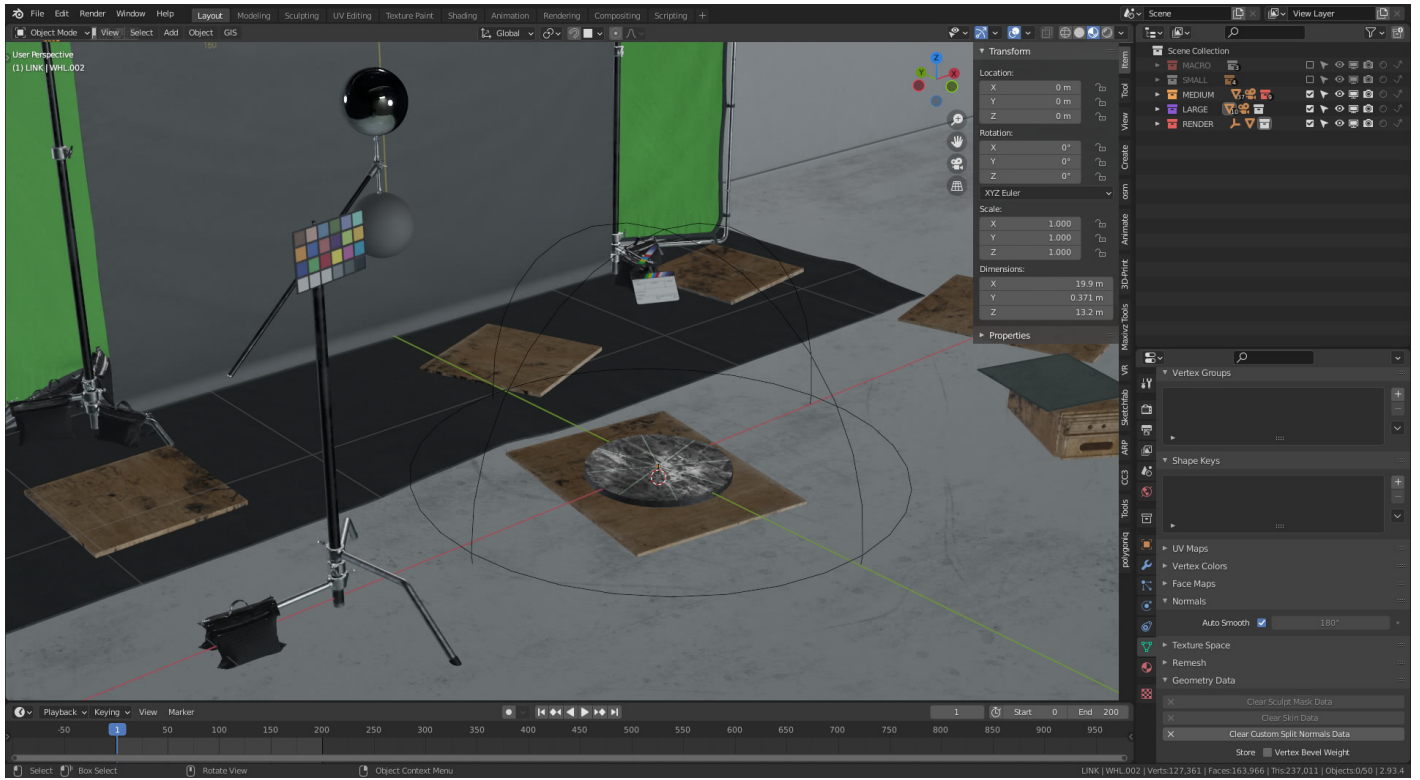 File Edit Render Window Help Layout Modeling Sculpting UV Editing Texture Paint Shading Animation Rendering Compositing Scripting + Scene View Layer
Object Mode View Select Add Object GIS Global
User Perspective
(1) LINK | WHL.002
Z
Y
X
Transform
Location:
X 0 m
Y 0 m
Z 0 m
Rotation:
X 0°
Y 0°
Z 0°
XYZ Euler
Scale:
X 1.000
Y 1.000
Z 1.000
Dimensions:
X 19.9 m
Y 0.371 m
Z 13.2 m
Properties
Item
Tool
View
Create
osm
Animate
3D-Print
Maxivz Tools
VR
Sketchfab
ARP
CC3
Tools
polygoniq
Scene Collection
MACRO 3
SMALL 4
MEDIUM 57 9
LARGE 10
RENDER
Vertex Groups
Shape Keys
UV Maps
Vertex Colors
Face Maps
Normals
Auto Smooth 180°
Texture Space
Remesh
Geometry Data
Clear Sculpt Mask Data
Clear Skin Data
Clear Custom Split Normals Data
Store Vertex Bevel Weight
Playback Keying View Marker 1 Start 0 End 200
-50 1 50 100 150 200 250 300 350 400 450 500 550 600 650 700 750 800 850 900 950
Select Box Select Rotate View Object Context Menu LINK | WHL.002 | Verts:127,361 | Faces:163,966 | Tris:237,011 | Objects:0/50 | 2.93.4